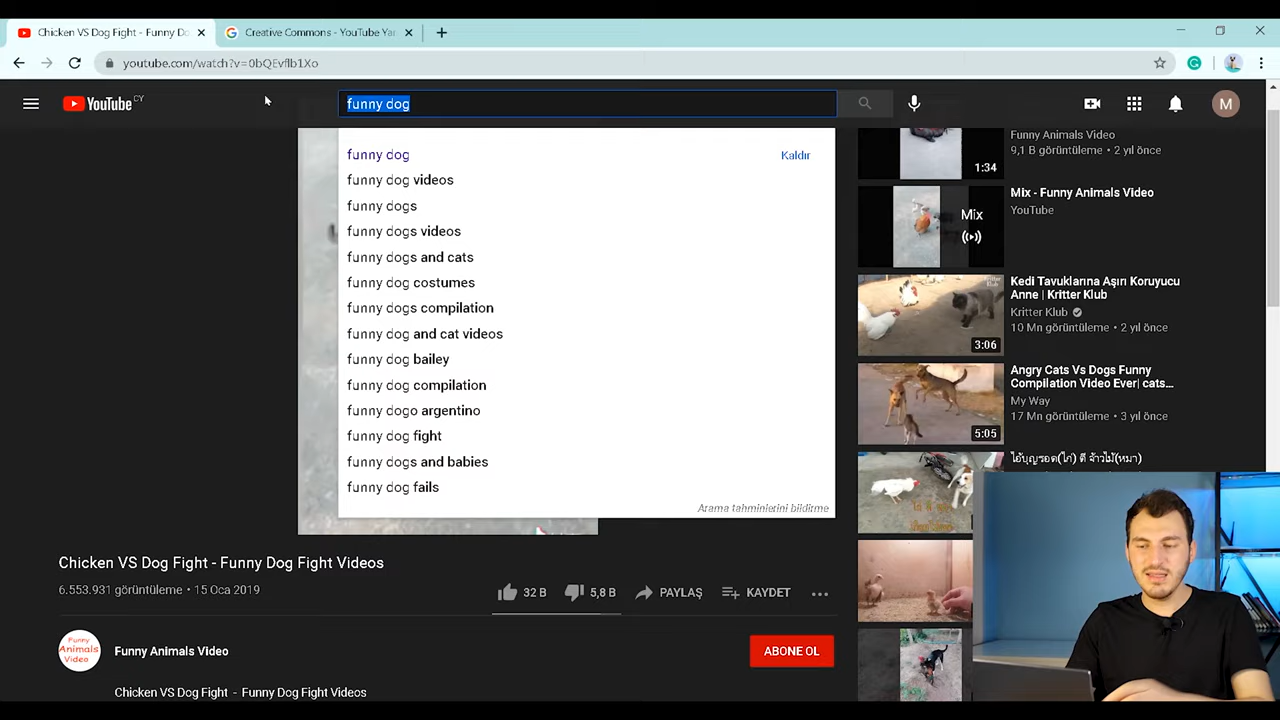 Chicken VS Dog Fight - Funny Do
Creative Commons - YouTube Yar
youtube.com/watch?v=0bQEvflb1Xo
YouTube CY
funny dog
M
funny dog
Kaldır
funny dog videos
funny dogs
funny dogs videos
funny dogs and cats
funny dog costumes
funny dogs compilation
funny dog and cat videos
funny dog bailey
funny dog compilation
funny dogo argentino
funny dog fight
funny dogs and babies
funny dog fails
Arama tahminlerini bildirme
Chicken VS Dog Fight - Funny Dog Fight Videos
6.553.931 görüntüleme • 15 Oca 2019
32 B
5,8 B
PAYLAŞ
KAYDET
Funny Animals Video
Funny Animals Video
ABONE OL
Chicken VS Dog Fight - Funny Dog Fight Videos
Funny Animals Video
9,1 B görüntüleme • 2 yıl önce
1:34
Mix
Mix - Funny Animals Video
YouTube
Kedi Tavuklarına Aşırı Koruyucu
Anne | Kritter Klub
Kritter Klub
10 Mn görüntüleme • 2 yıl önce
3:06
Angry Cats Vs Dogs Funny
Compilation Video Ever| cats...
My Way
17 Mn görüntüleme • 3 yıl önce
5:05